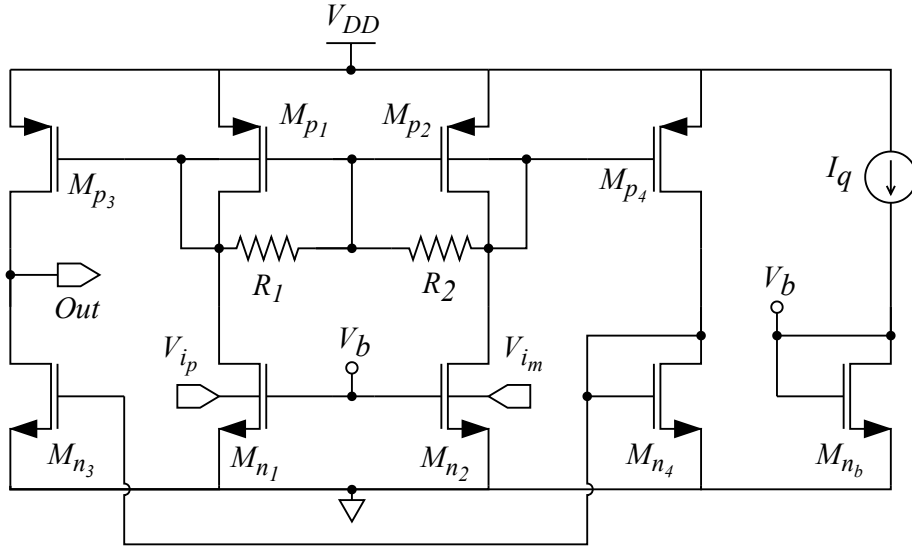 V_DD
M_p1
M_p2
M_p3
M_p4
I_q
R_1
R_2
Out
V_b
V_ip
V_b
V_im
M_n3
M_n1
M_n2
M_n4
M_nb